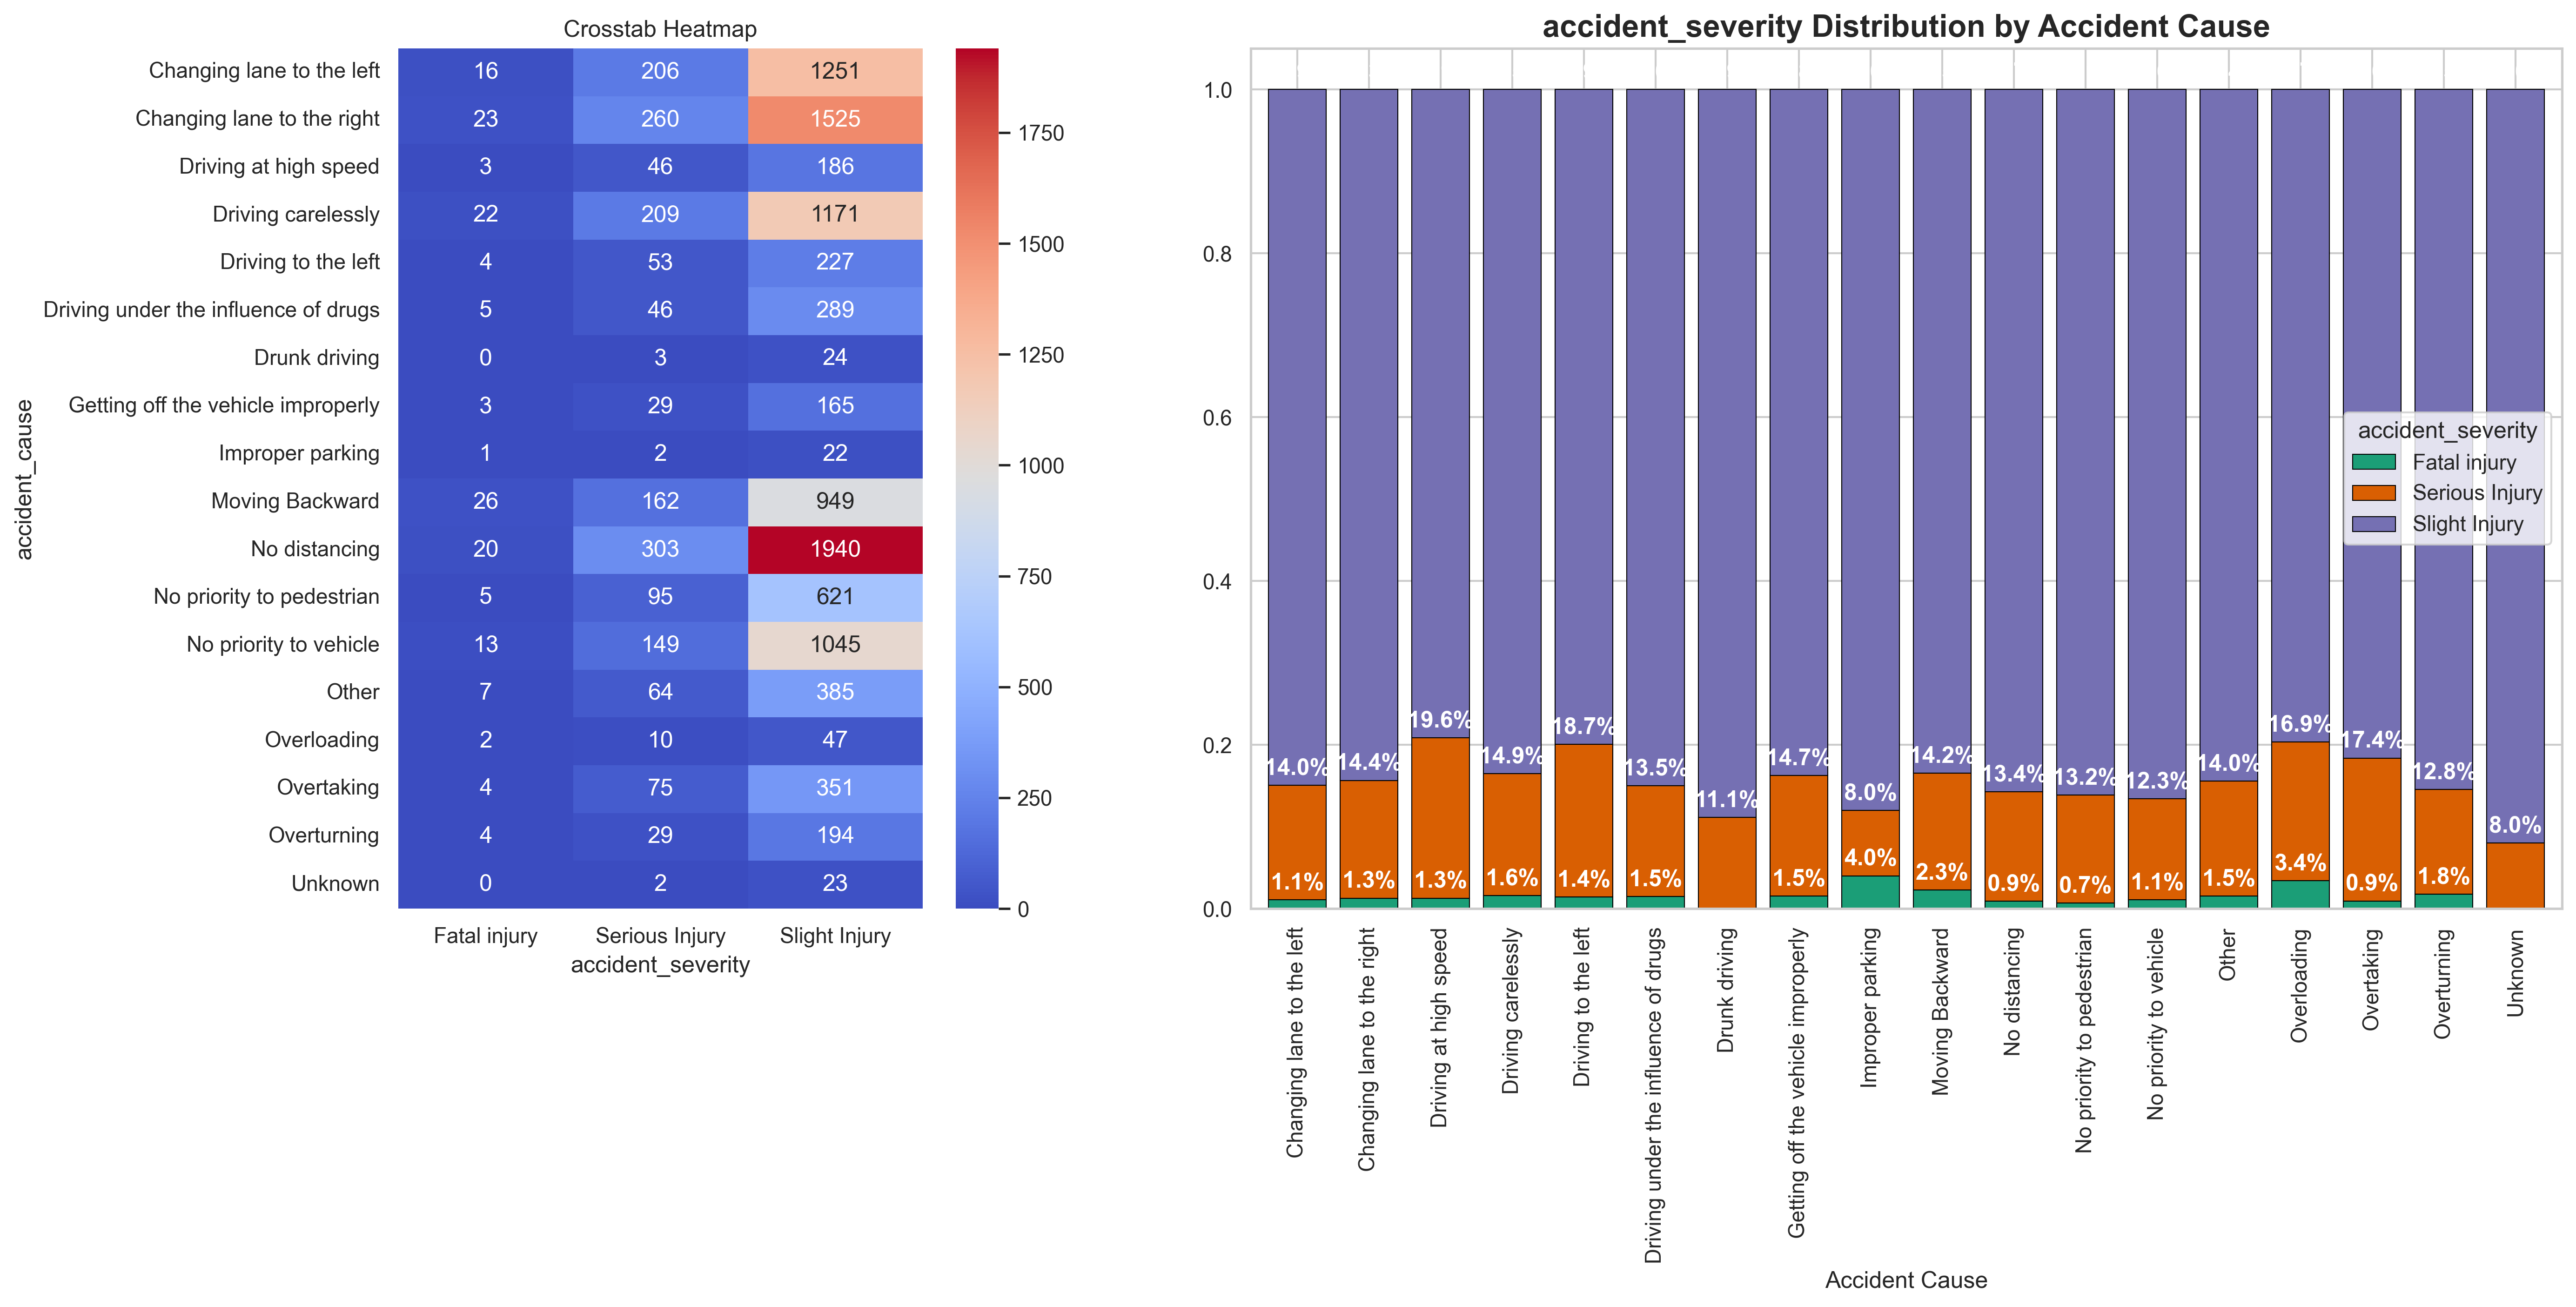 Crosstab Heatmap
accident_cause
Changing lane to the left 16 206 1251
Changing lane to the right 23 260 1525
Driving at high speed 3 46 186
Driving carelessly 22 209 1171
Driving to the left 4 53 227
Driving under the influence of drugs 5 46 289
Drunk driving 0 3 24
Getting off the vehicle improperly 3 29 165
Improper parking 1 2 22
Moving Backward 26 162 949
No distancing 20 303 1940
No priority to pedestrian 5 95 621
No priority to vehicle 13 149 1045
Other 7 64 385
Overloading 2 10 47
Overtaking 4 75 351
Overturning 4 29 194
Unknown 0 2 23
Fatal injury Serious Injury Slight Injury
accident_severity
1750
1500
1250
1000
750
500
250
0
accident_severity Distribution by Accident Cause
1.0
0.8
0.6
0.4
0.2
0.0
accident_severity
Fatal injury
Serious Injury
Slight Injury
14.0% 14.4% 19.6% 14.9% 18.7% 13.5% 11.1% 14.7% 8.0% 14.2% 13.4% 13.2% 12.3% 14.0% 16.9% 17.4% 12.8% 8.0%
1.1% 1.3% 1.3% 1.6% 1.4% 1.5% 1.5% 4.0% 2.3% 0.9% 0.7% 1.1% 1.5% 3.4% 0.9% 1.8%
Changing lane to the left
Changing lane to the right
Driving at high speed
Driving carelessly
Driving to the left
Driving under the influence of drugs
Drunk driving
Getting off the vehicle improperly
Improper parking
Moving Backward
No distancing
No priority to pedestrian
No priority to vehicle
Other
Overloading
Overtaking
Overturning
Unknown
Accident Cause